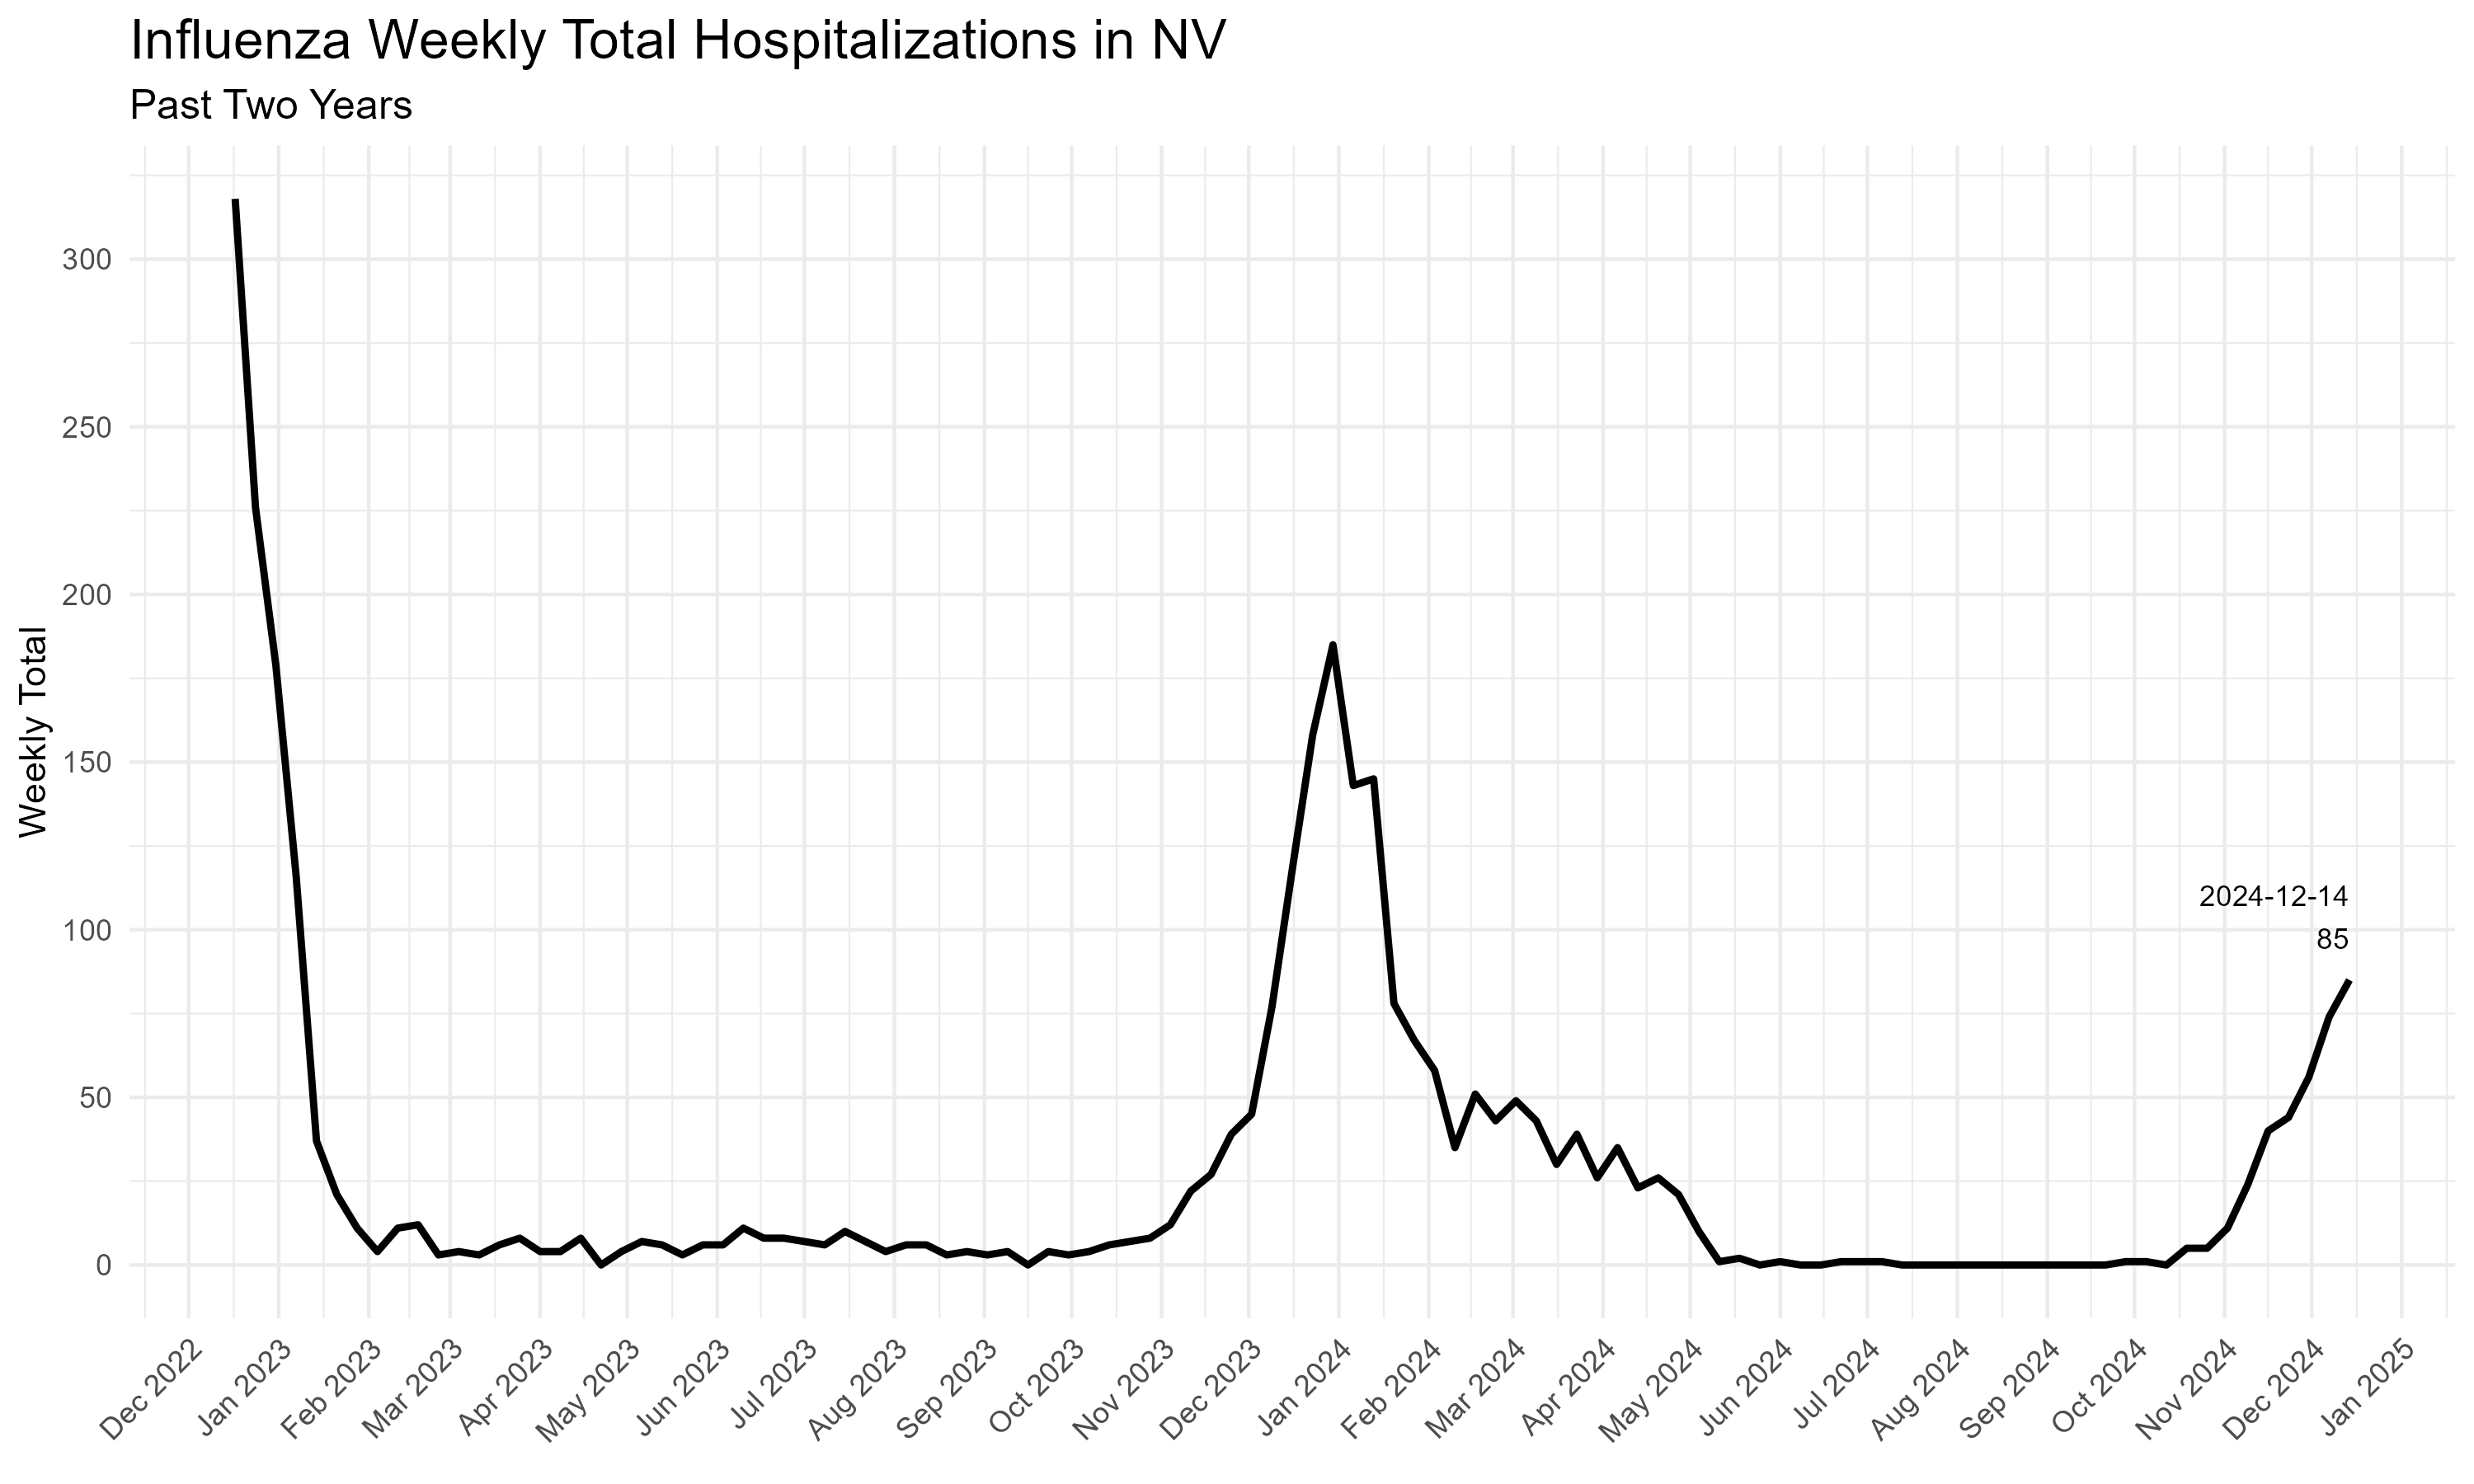 Influenza Weekly Total Hospitalizations in NV
Past Two Years
Weekly Total
300
250
200
150
100
50
0
2024-12-14
85
Dec 2022
Jan 2023
Feb 2023
Mar 2023
Apr 2023
May 2023
Jun 2023
Jul 2023
Aug 2023
Sep 2023
Oct 2023
Nov 2023
Dec 2023
Jan 2024
Feb 2024
Mar 2024
Apr 2024
May 2024
Jun 2024
Jul 2024
Aug 2024
Sep 2024
Oct 2024
Nov 2024
Dec 2024
Jan 2025